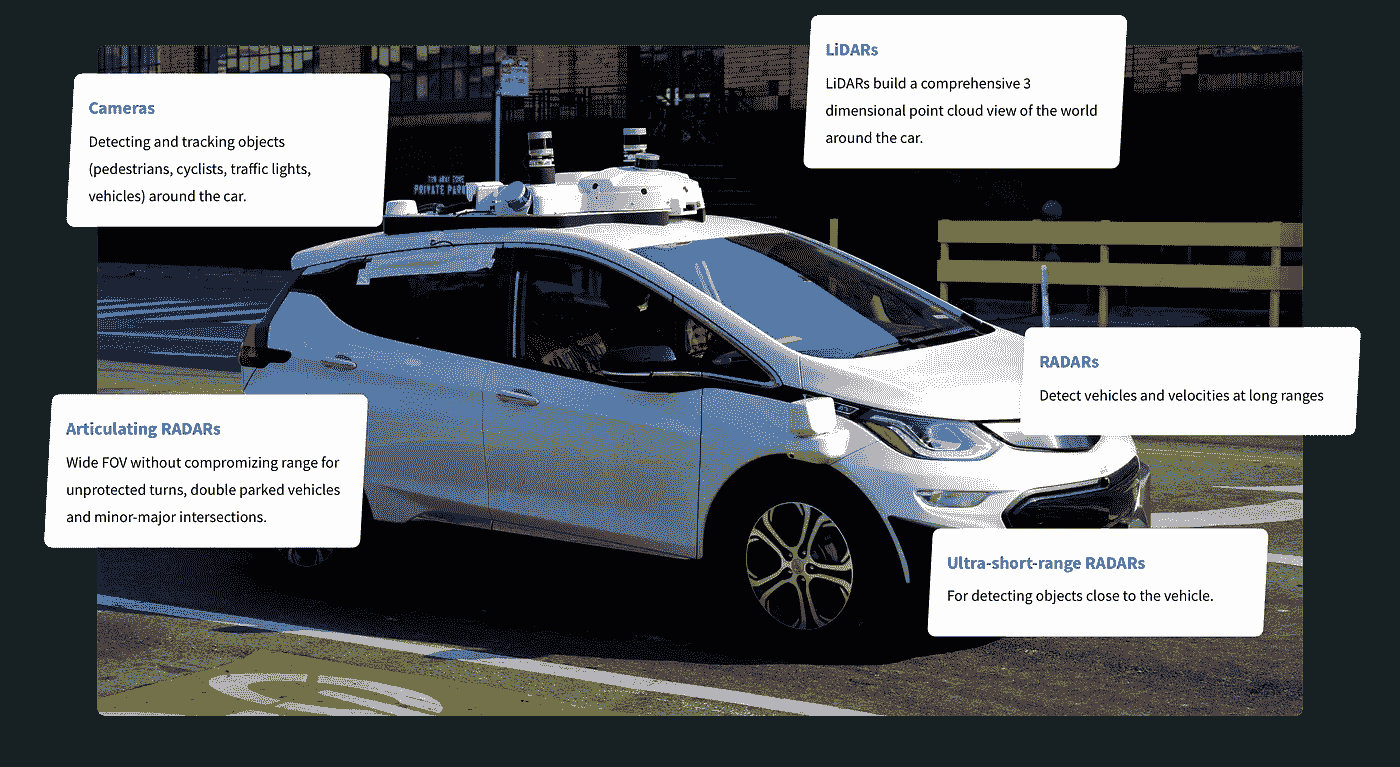 LiDARs
LiDARs build a comprehensive 3
dimensional point cloud view of the world
around the car.
Cameras
Detecting and tracking objects
(pedestrians, cyclists, traffic lights,
vehicles) around the car.
PRIVATE PARK
RADARs
Detect vehicles and velocities at long ranges
Articulating RADARs
Wide FOV without compromizing range for
unprotected turns, double parked vehicles
and minor-major intersections.
Ultra-short-range RADARs
For detecting objects close to the vehicle.